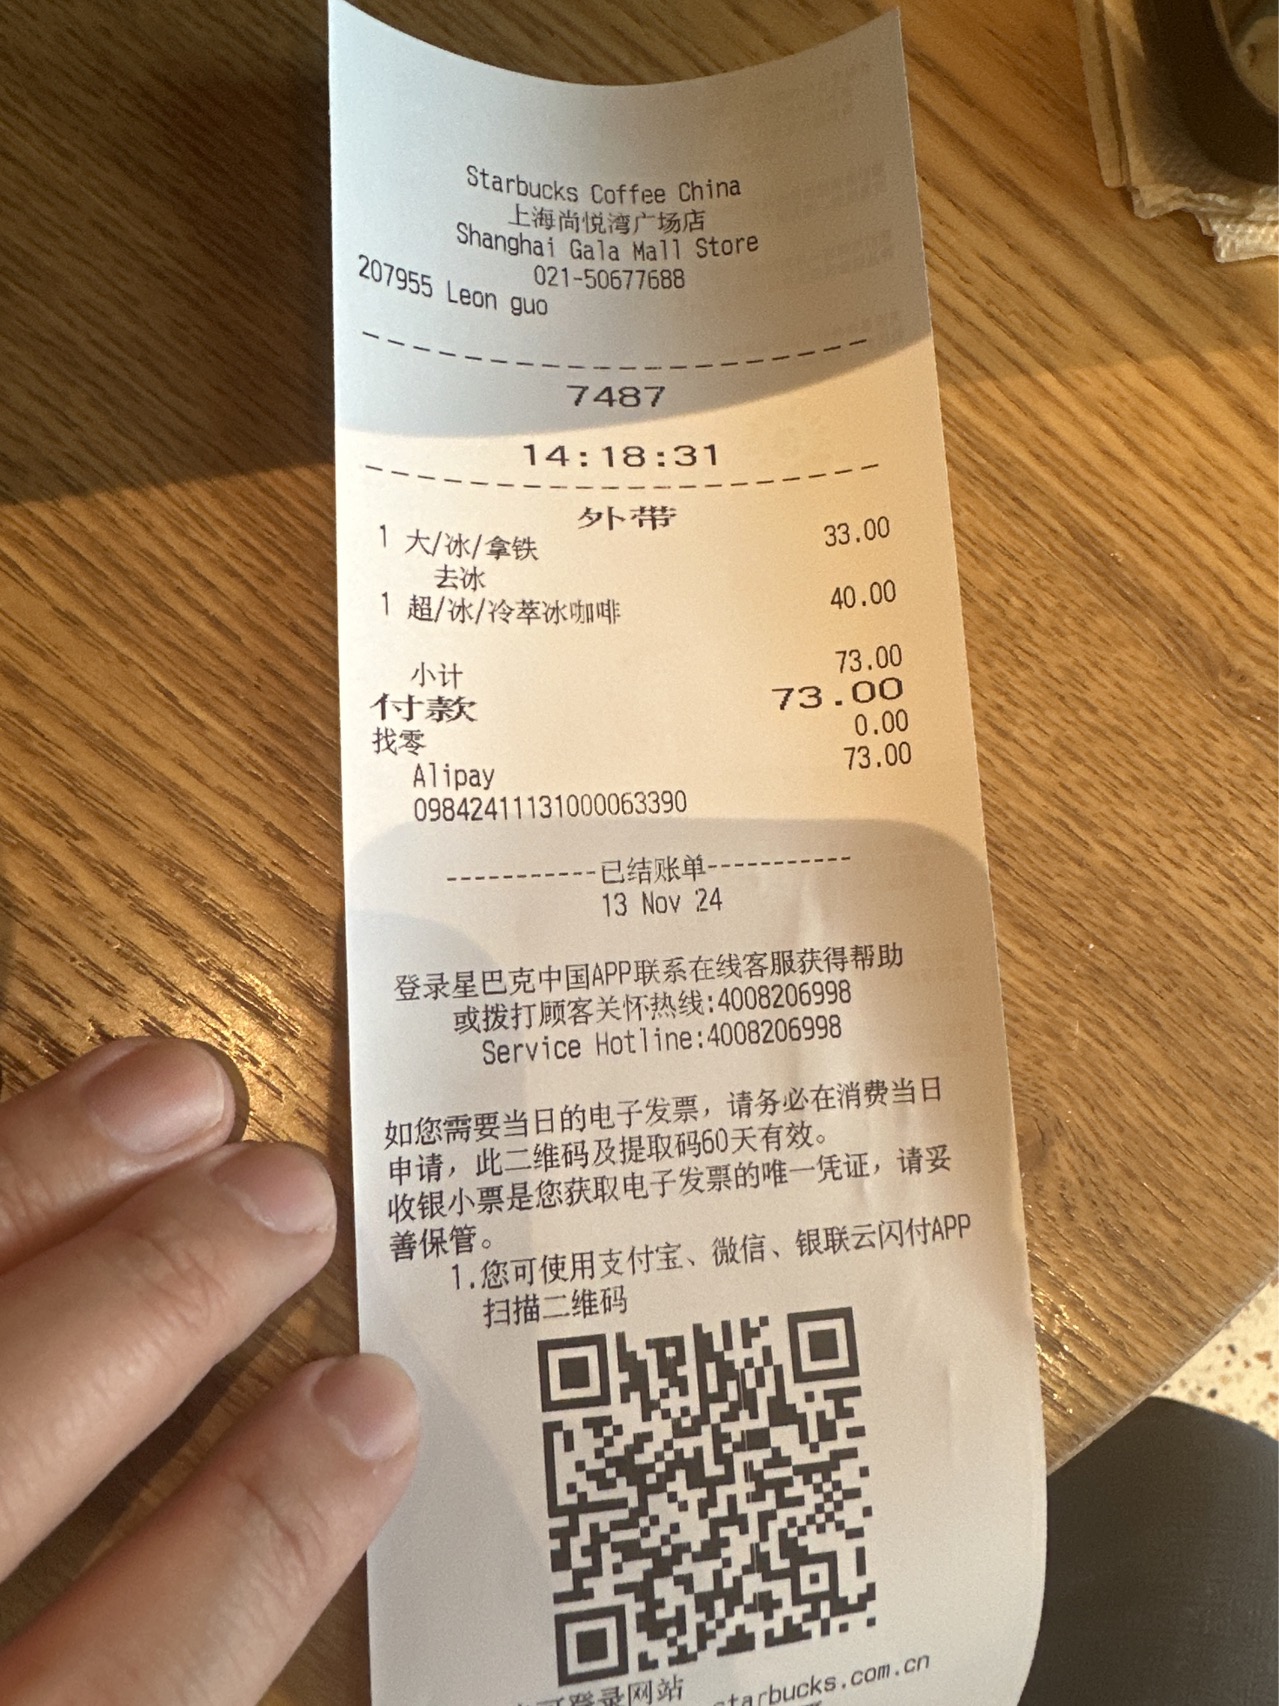 Starbucks Coffee China
上海尚悦湾广场店
Shanghai Gala Mall Store
021-50677688
207955 Leon guo
7487
14:18:31
外带
1 大/冰/拿铁 33.00
去冰
1 超/冰/冷萃冰咖啡 40.00
小计 73.00
付款 73.00
找零 0.00
Alipay 73.00
09842411131000063390
-----------已结账单-----------
13 Nov 24
登录星巴克中国APP联系在线客服获得帮助
或拨打顾客关怀热线:4008206998
Service Hotline:4008206998
如您需要当日的电子发票，请务必在消费当日
申请，此二维码及提取码60天有效。
收银小票是您获取电子发票的唯一凭证，请妥
善保管。
1.您可使用支付宝、微信、银联云闪付APP
扫描二维码
可登录网站
starbucks.com.cn